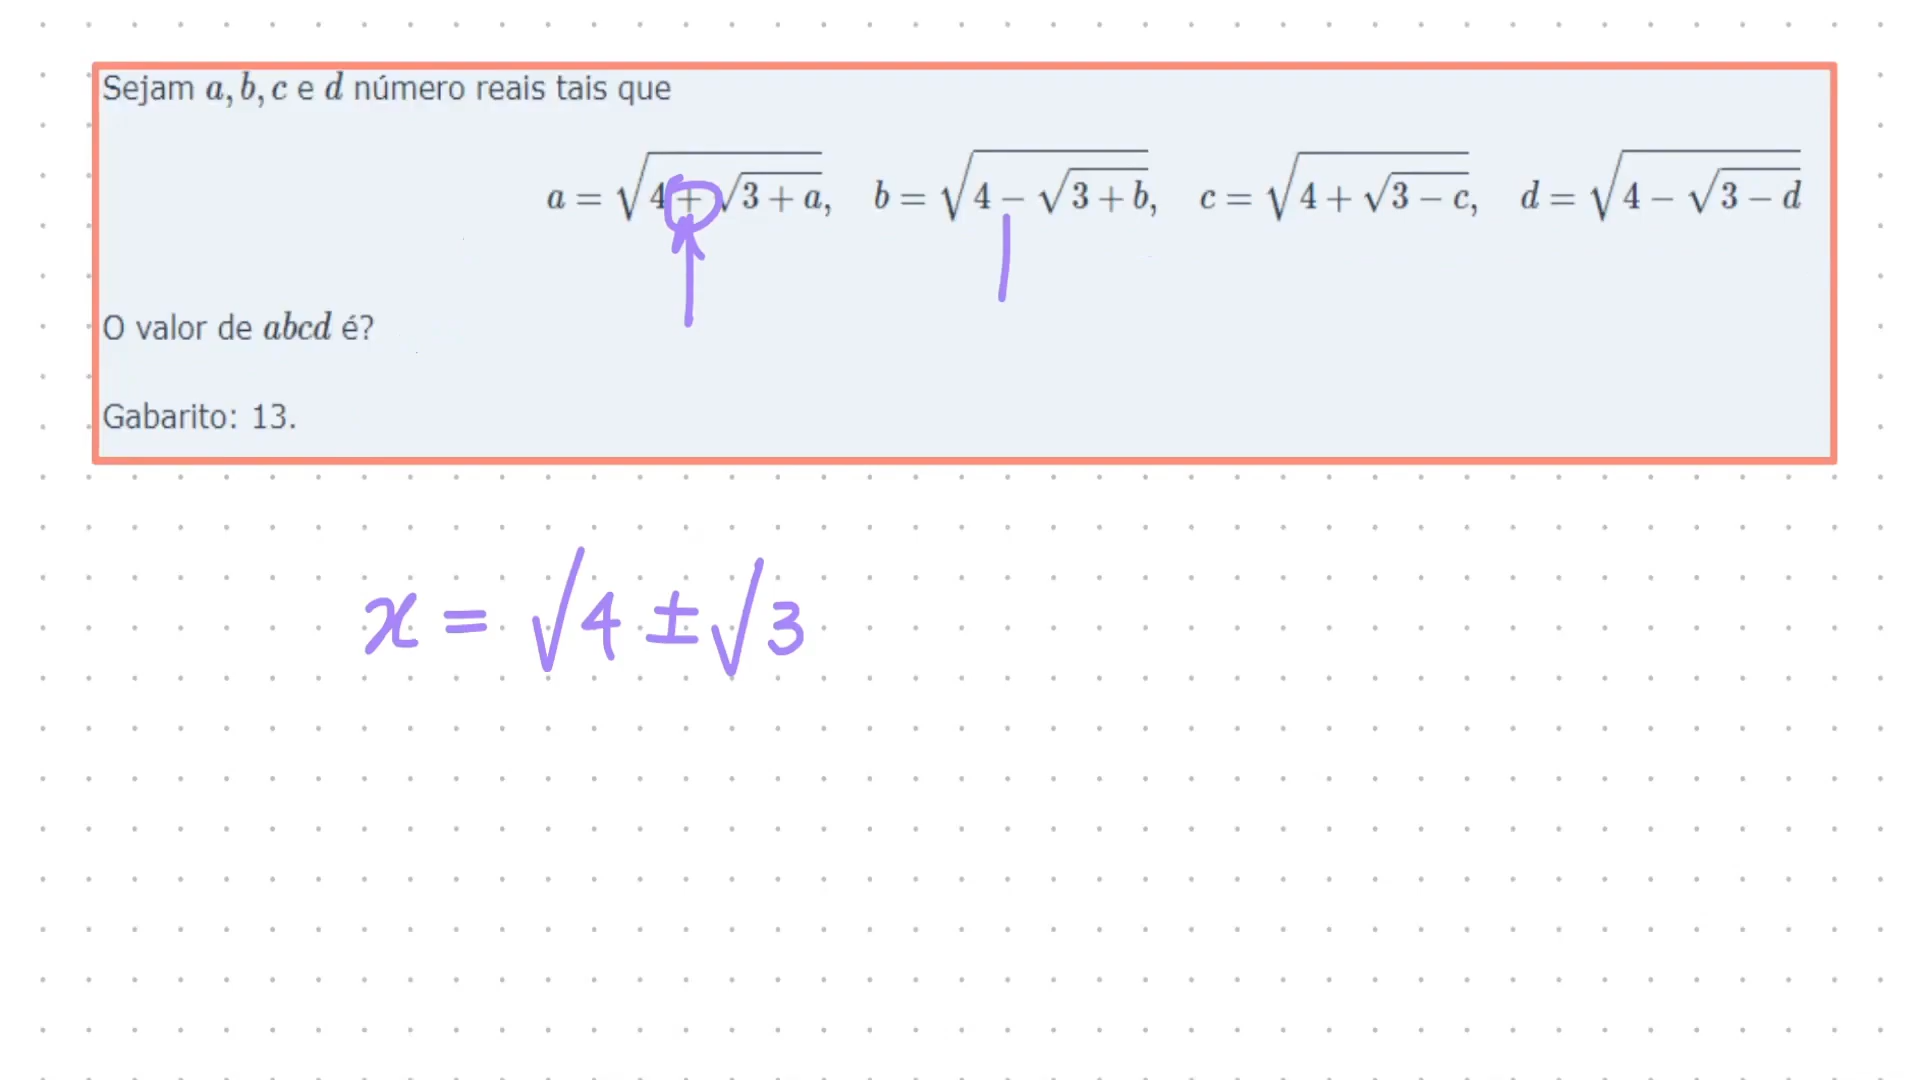 Sejam a, b, c e d número reais tais que
a = √(4 + √(3 + a)), b = √(4 − √(3 + b)), c = √(4 + √(3 − c)), d = √(4 − √(3 − d))
O valor de abcd é?
Gabarito: 13.
x = √4 ± √3